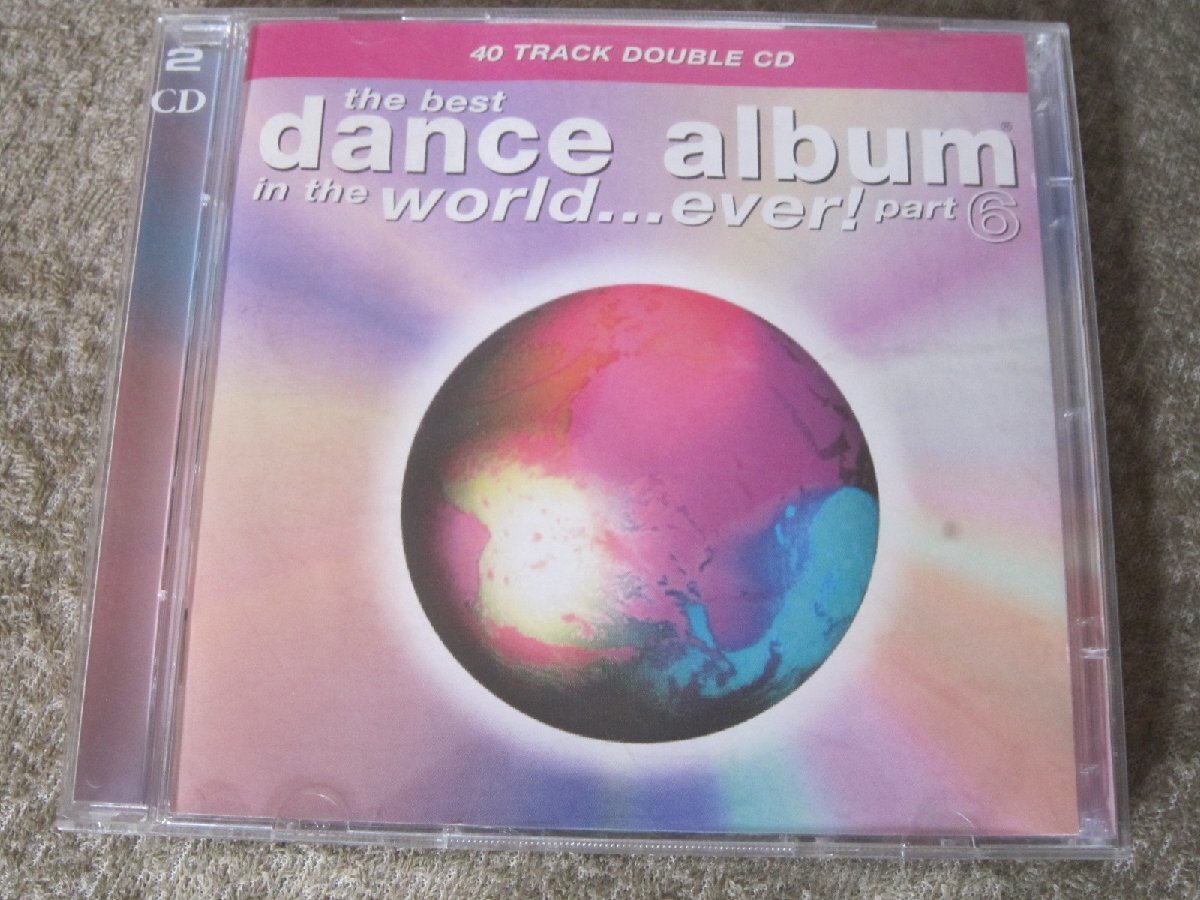 2
CD
40 TRACK DOUBLE CD
the best
dance album®
in the world...ever! part 6